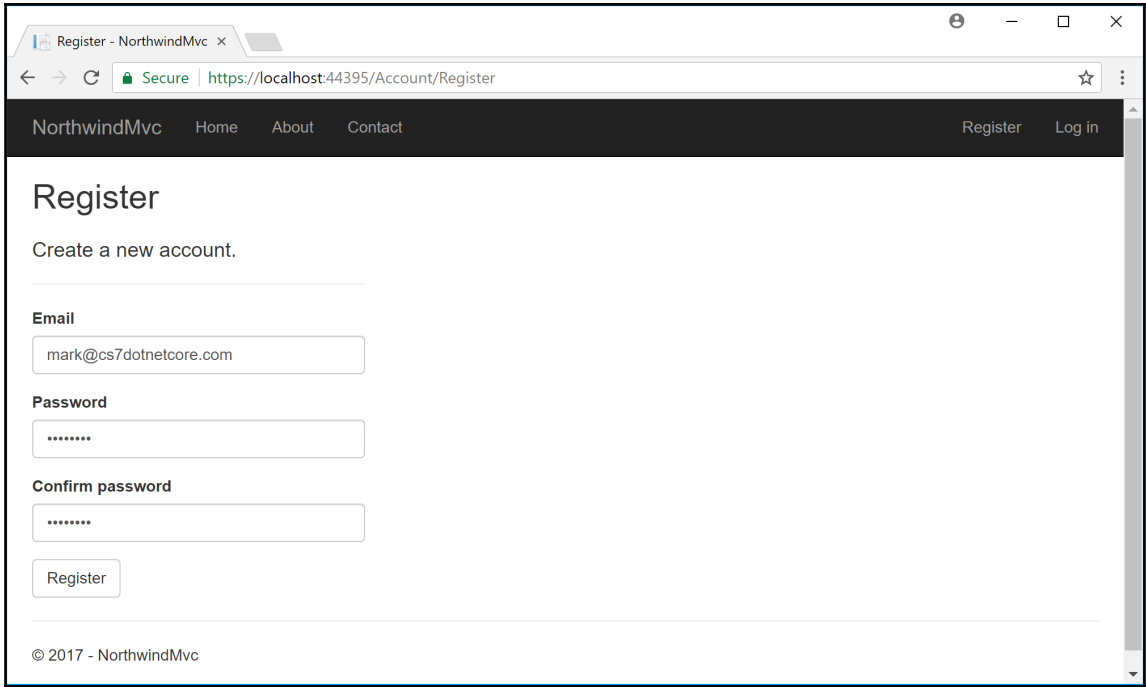 Register - NorthwindMvc
Secure https://localhost:44395/Account/Register
NorthwindMvc Home About Contact Register Log in
Register
Create a new account.
Email
mark@cs7dotnetcore.com
Password
••••••••
Confirm password
••••••••
Register
© 2017 - NorthwindMvc